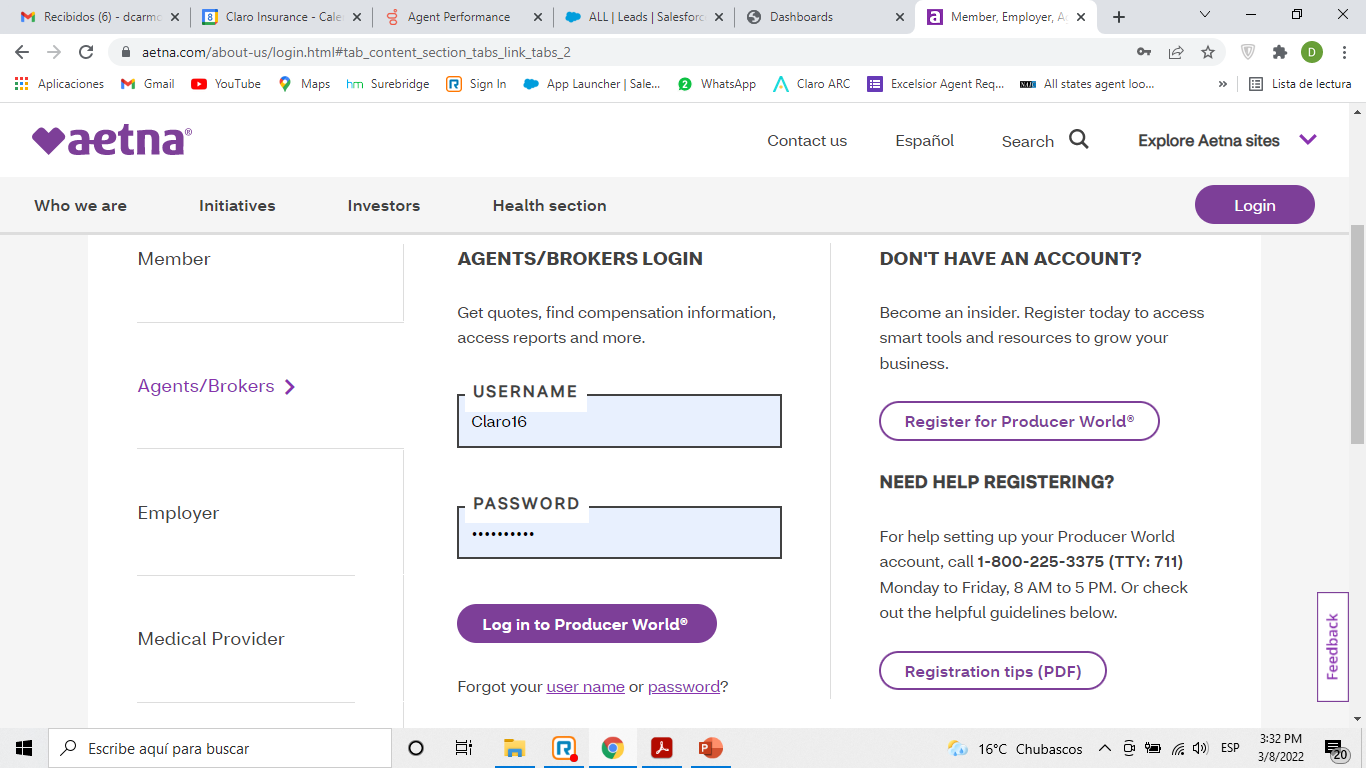 Recibidos (6) - dcarmo
Claro Insurance - Cale
Agent Performance
ALL | Leads | Salesforc
Dashboards
Member, Employer, A
aetna.com/about-us/login.html#tab_content_section_tabs_link_tabs_2
D
Aplicaciones
Gmail
YouTube
Maps
hm Surebridge
Sign In
App Launcher | Sale...
WhatsApp
Claro ARC
Excelsior Agent Req...
All states agent loo...
»
Lista de lectura
aetna®
Contact us
Español
Search
Explore Aetna sites
Who we are
Initiatives
Investors
Health section
Login
Member
Agents/Brokers
Employer
Medical Provider
AGENTS/BROKERS LOGIN
Get quotes, find compensation information,
access reports and more.
USERNAME
Claro16
PASSWORD
••••••••••
Log in to Producer World®
Forgot your user name or password?
DON'T HAVE AN ACCOUNT?
Become an insider. Register today to access
smart tools and resources to grow your
business.
Register for Producer World®
NEED HELP REGISTERING?
For help setting up your Producer World
account, call 1-800-225-3375 (TTY: 711)
Monday to Friday, 8 AM to 5 PM. Or check
out the helpful guidelines below.
Registration tips (PDF)
Feedback
Escribe aquí para buscar
16°C Chubascos
ESP
3:32 PM
3/8/2022
20